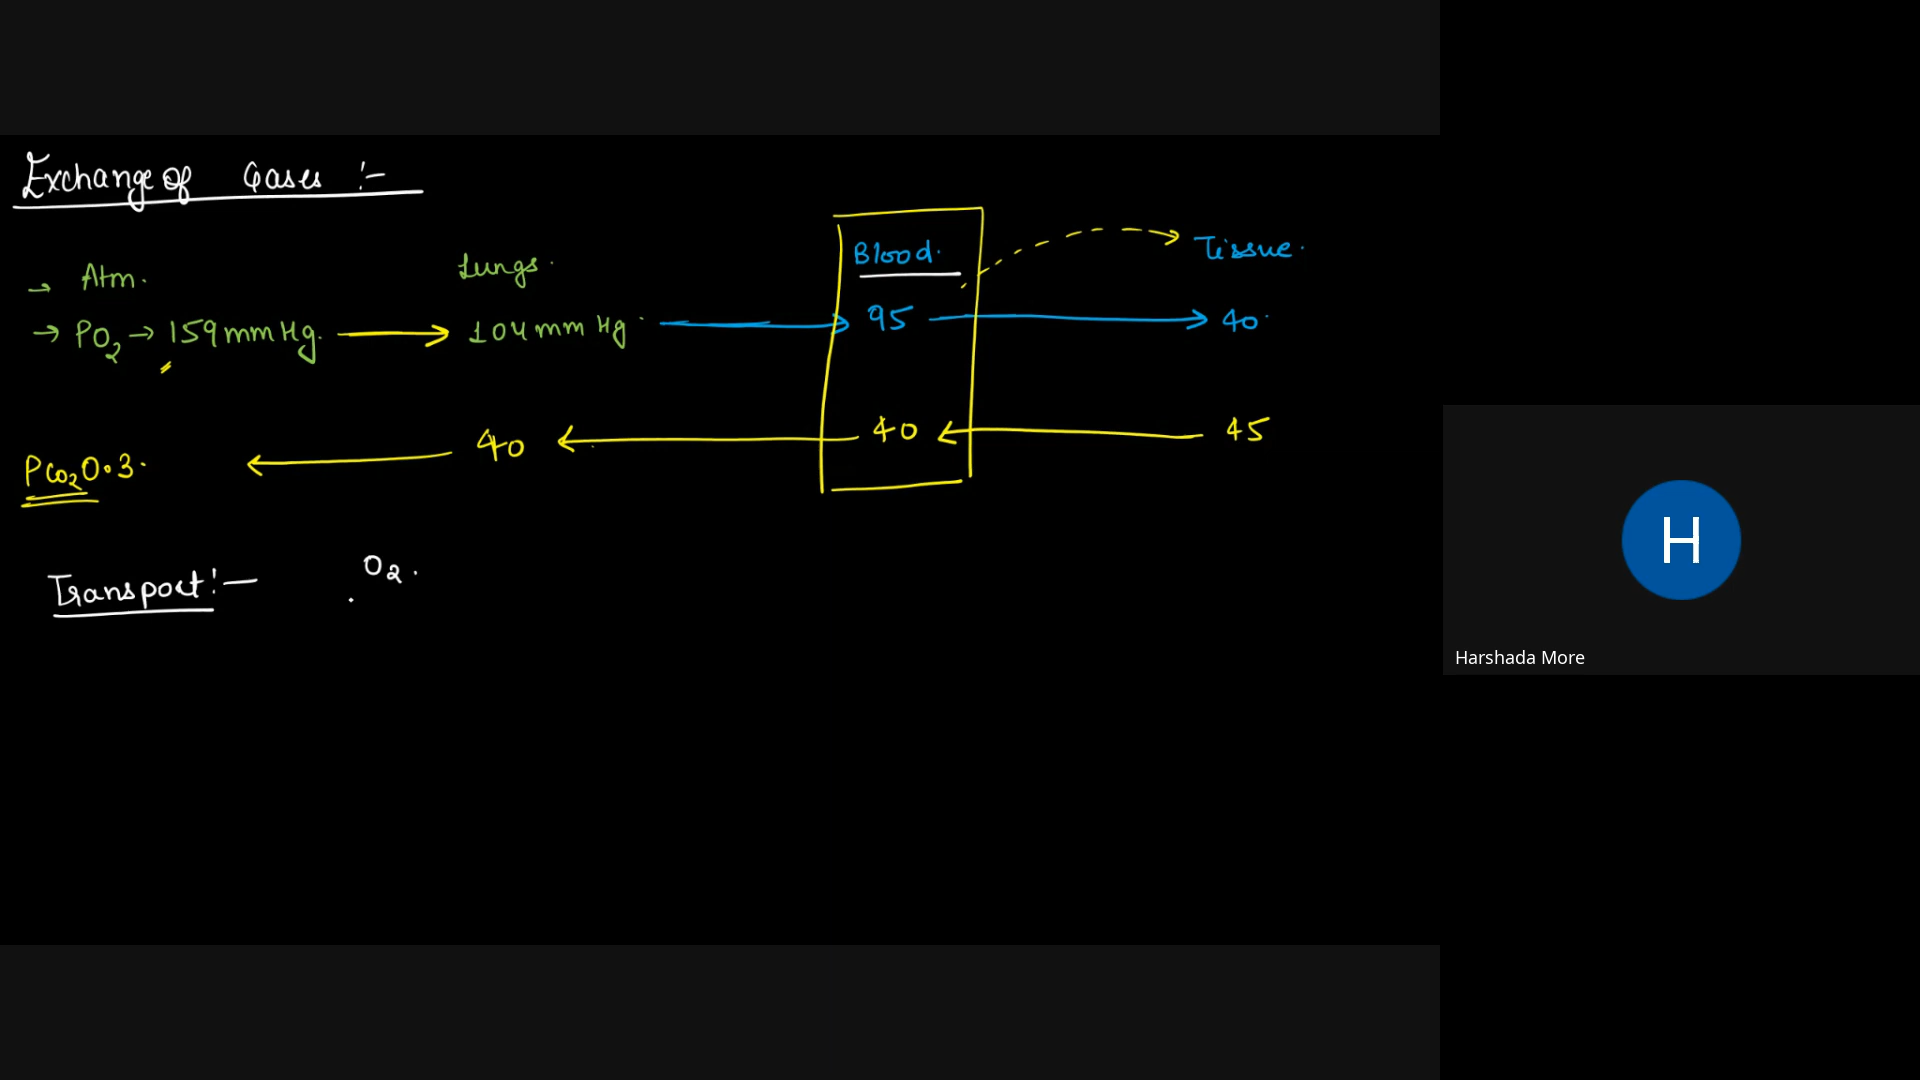 Exchange of Gases :-
→ Atm. Lungs. Blood. Tissue.
→ PO2 → 159 mm Hg. → 104 mm Hg. → 95 → 40.
PCO2 0.3. ← 40 ← 40 ← 45
Transport :- O2.
H
Harshada More